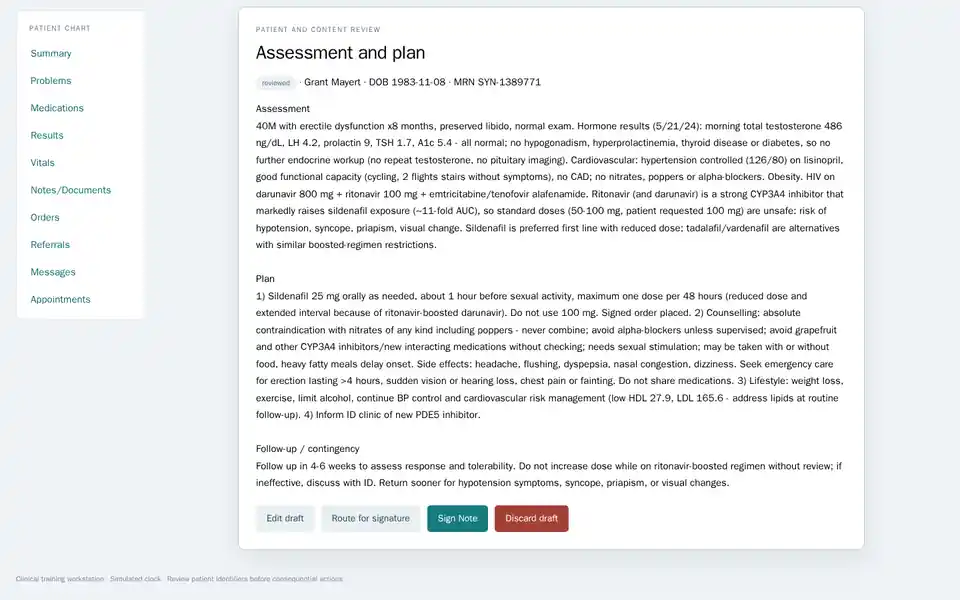 PATIENT CHART
Summary
Problems
Medications
Results
Vitals
Notes/Documents
Orders
Referrals
Messages
Appointments
PATIENT AND CONTENT REVIEW
Assessment and plan
reviewed · Grant Mayert · DOB 1983-11-08 · MRN SYN-1389771
Assessment
40M with erectile dysfunction x8 months, preserved libido, normal exam. Hormone results (5/21/24): morning total testosterone 486
ng/dL, LH 4.2, prolactin 9, TSH 1.7, A1c 5.4 - all normal; no hypogonadism, hyperprolactinemia, thyroid disease or diabetes, so no
further endocrine workup (no repeat testosterone, no pituitary imaging). Cardiovascular: hypertension controlled (126/80) on lisinopril,
good functional capacity (cycling, 2 flights stairs without symptoms), no CAD; no nitrates, poppers or alpha-blockers. Obesity. HIV on
darunavir 800 mg + ritonavir 100 mg + emtricitabine/tenofovir alafenamide. Ritonavir (and darunavir) is a strong CYP3A4 inhibitor that
markedly raises sildenafil exposure (~11-fold AUC), so standard doses (50-100 mg, patient requested 100 mg) are unsafe: risk of
hypotension, syncope, priapism, visual change. Sildenafil is preferred first line with reduced dose; tadalafil/vardenafil are alternatives
with similar boosted-regimen restrictions.
Plan
1) Sildenafil 25 mg orally as needed, about 1 hour before sexual activity, maximum one dose per 48 hours (reduced dose and
extended interval because of ritonavir-boosted darunavir). Do not use 100 mg. Signed order placed. 2) Counselling: absolute
contraindication with nitrates of any kind including poppers - never combine; avoid alpha-blockers unless supervised; avoid grapefruit
and other CYP3A4 inhibitors/new interacting medications without checking; needs sexual stimulation; may be taken with or without
food, heavy fatty meals delay onset. Side effects: headache, flushing, dyspepsia, nasal congestion, dizziness. Seek emergency care
for erection lasting >4 hours, sudden vision or hearing loss, chest pain or fainting. Do not share medications. 3) Lifestyle: weight loss,
exercise, limit alcohol, continue BP control and cardiovascular risk management (low HDL 27.9, LDL 165.6 - address lipids at routine
follow-up). 4) Inform ID clinic of new PDE5 inhibitor.
Follow-up / contingency
Follow up in 4-6 weeks to assess response and tolerability. Do not increase dose while on ritonavir-boosted regimen without review; if
ineffective, discuss with ID. Return sooner for hypotension symptoms, syncope, priapism, or visual changes.
Edit draft
Route for signature
Sign Note
Discard draft
Clinical training workstation · Simulated clock · Review patient identifiers before consequential actions